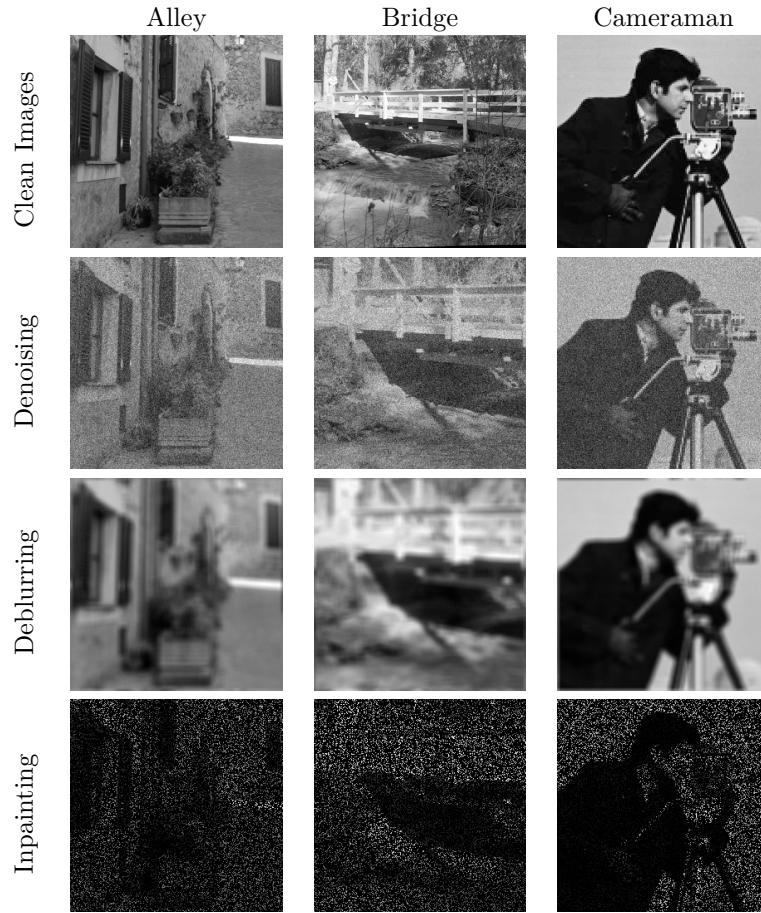 Alley Bridge Cameraman
Clean Images
Denoising
Deblurring
Inpainting